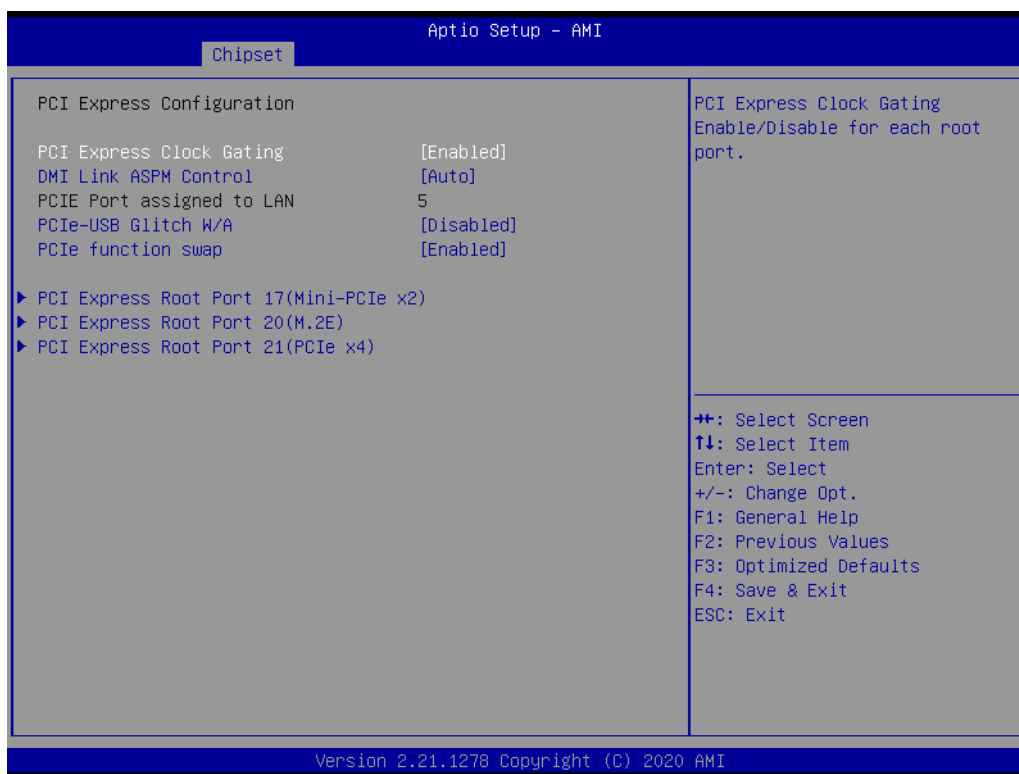 Aptio Setup – AMI
Chipset
PCI Express Configuration
PCI Express Clock Gating [Enabled]
DMI Link ASPM Control [Auto]
PCIE Port assigned to LAN 5
PCIe-USB Glitch W/A [Disabled]
PCIe function swap [Enabled]
PCI Express Root Port 17(Mini-PCIe x2)
PCI Express Root Port 20(M.2E)
PCI Express Root Port 21(PCIe x4)
PCI Express Clock Gating
Enable/Disable for each root
port.
→←: Select Screen
↑↓: Select Item
Enter: Select
+/-: Change Opt.
F1: General Help
F2: Previous Values
F3: Optimized Defaults
F4: Save & Exit
ESC: Exit
Version 2.21.1278 Copyright (C) 2020 AMI